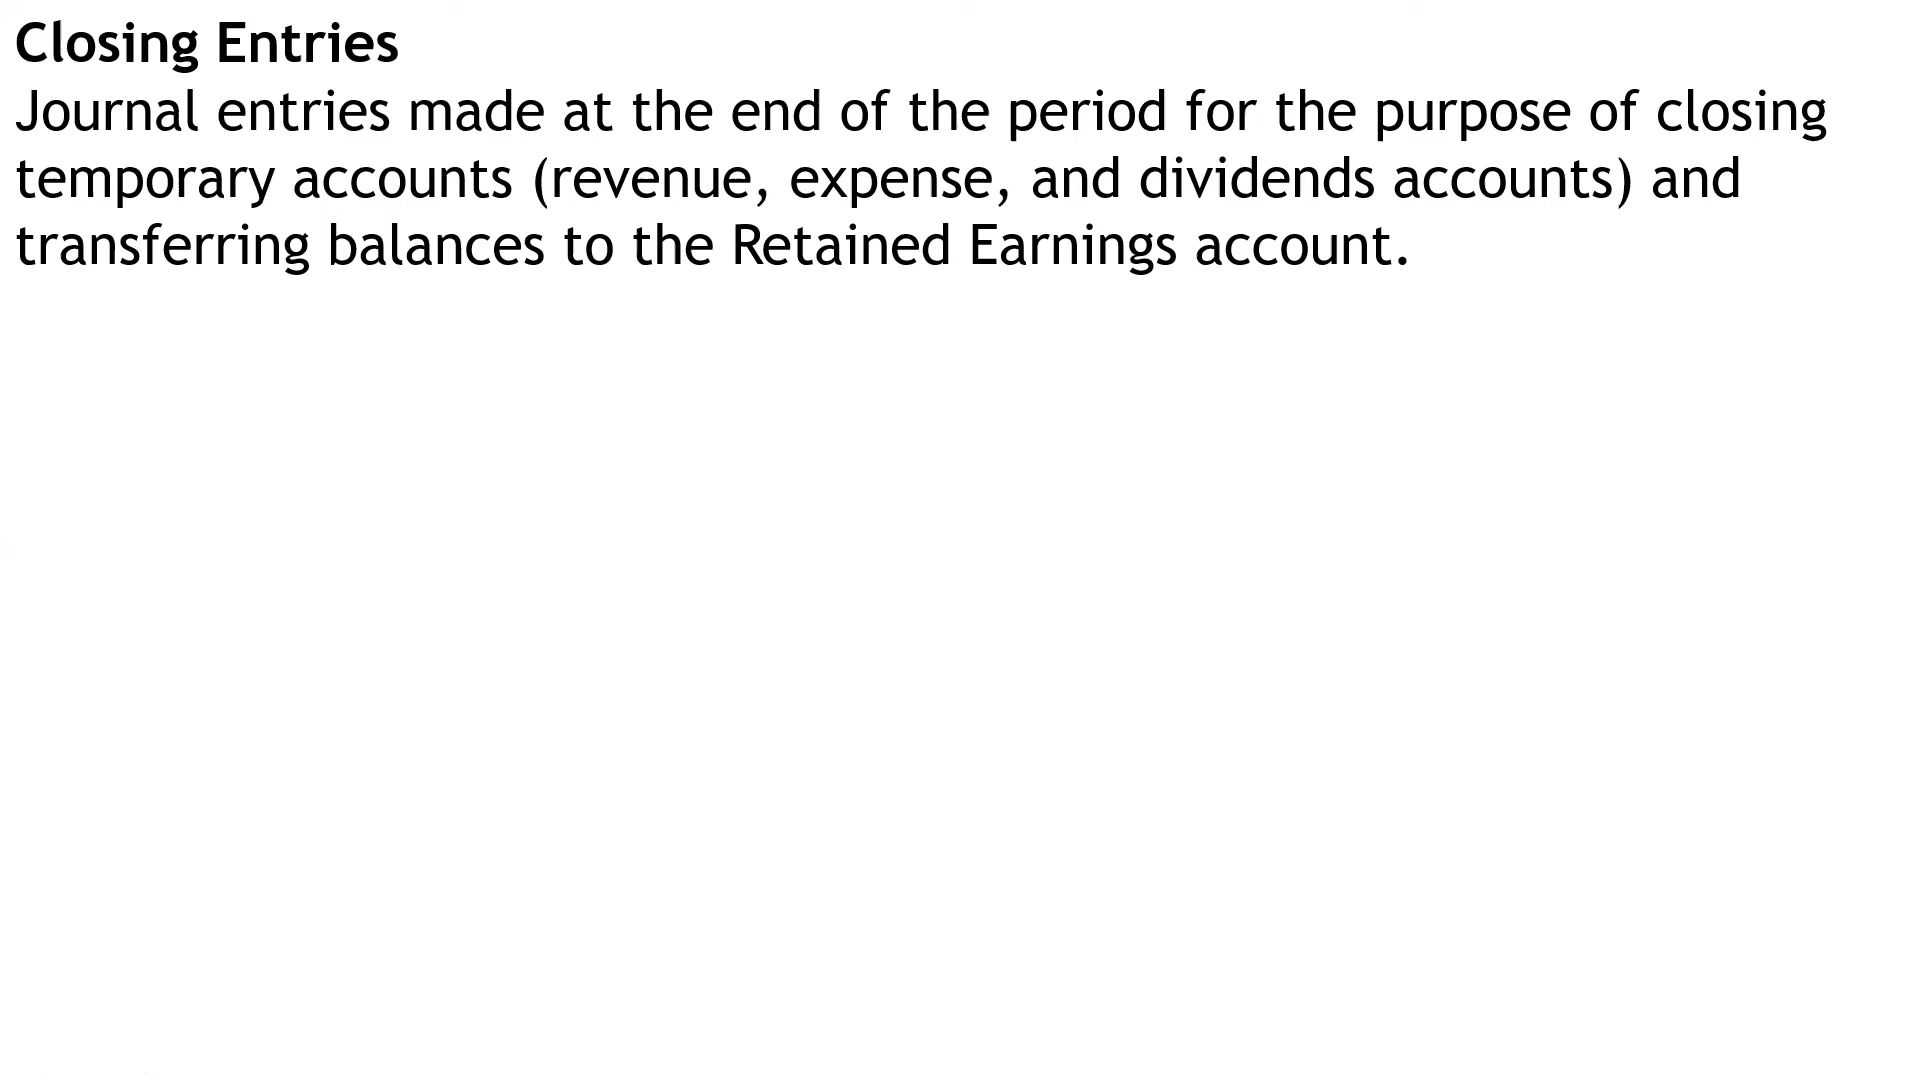 Closing Entries
Journal entries made at the end of the period for the purpose of closing
temporary accounts (revenue, expense, and dividends accounts) and
transferring balances to the Retained Earnings account.